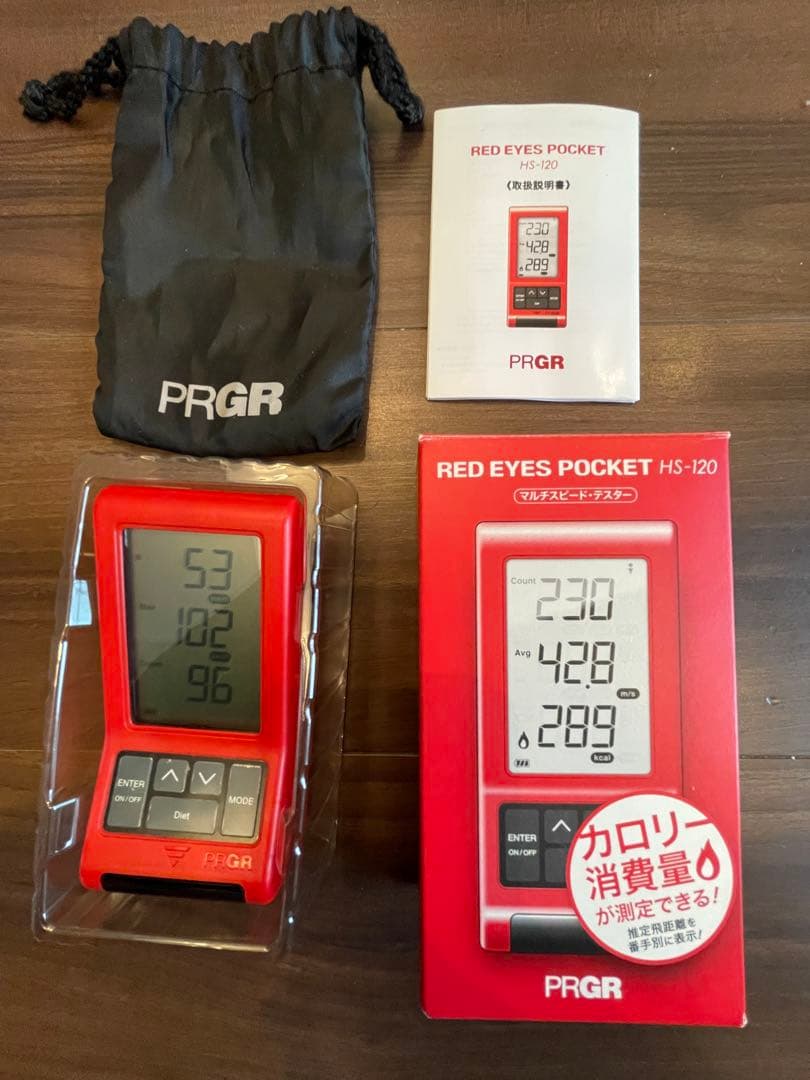 PRGR
RED EYES POCKET
HS-120
《取扱説明書》
230
428
289
PRGR
53
102
96
ENTER
ON/OFF
Diet
MODE
PRGR
RED EYES POCKET HS-120
マルチスピード・テスター
Count 230
Avg 42.8 m/s
289 kcal
ENTER
ON/OFF
カロリー
消費量
が測定できる!
推定飛距離を
番手別に表示!
PRGR